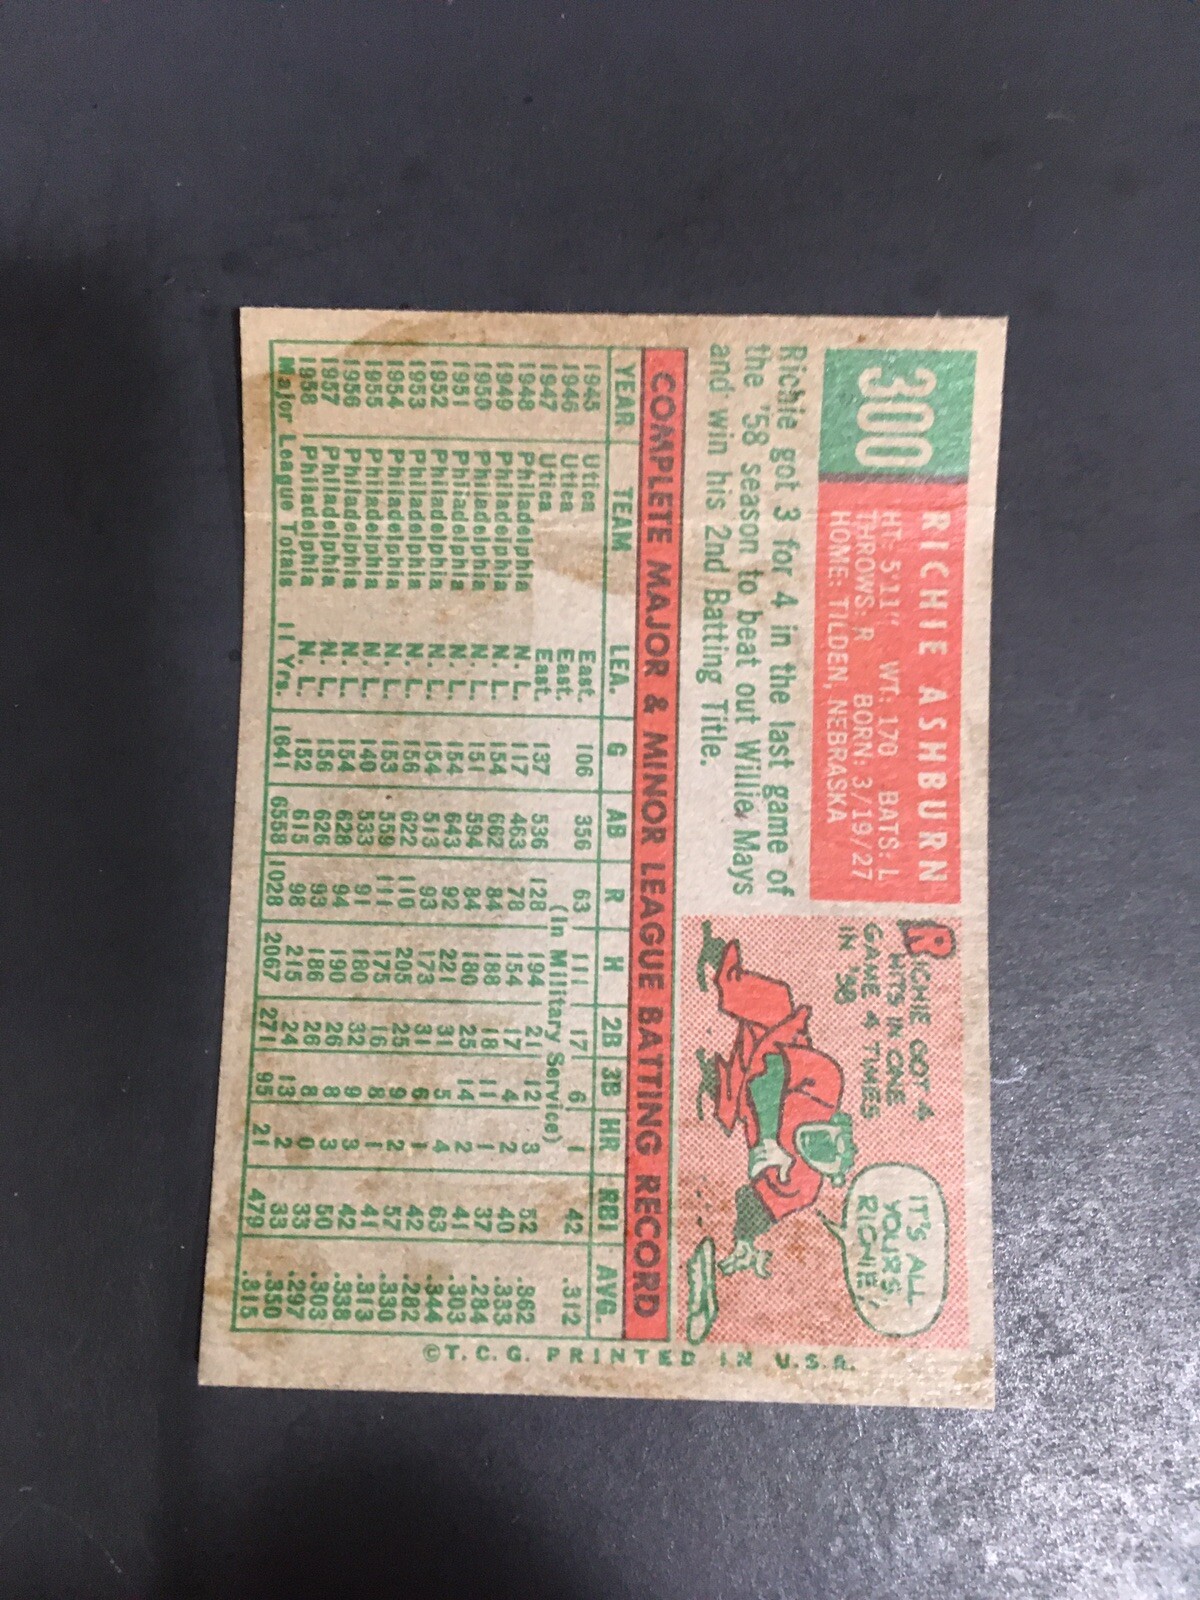 300
RICHIE ASHBURN
HT: 5'11" WT: 170 BATS: L
THROWS: R BORN: 3/19/27
HOME: TILDEN, NEBRASKA
Richie got 3 for 4 in the last game of
the '58 season to beat out Willie Mays
and win his 2nd Batting Title.
RICHIE GOT 4
HITS IN ONE
GAME 4 TIMES
IN '58
IT'S ALL
YOURS,
RICHIE!
COMPLETE MAJOR & MINOR LEAGUE BATTING RECORD
YEAR TEAM LEA. G AB R H 2B 3B HR RBI AVG.
1945 Utica East. 106 356 63 111 17 6 1 42 .312
1946 Utica East. (In Military Service)
1947 Utica East. 137 536 128 194 21 12 3 52 .362
1948 Philadelphia N. L. 117 463 78 154 17 4 2 40 .333
1949 Philadelphia N. L. 154 662 84 188 18 11 1 37 .284
1950 Philadelphia N. L. 151 594 84 180 25 14 2 41 .303
1951 Philadelphia N. L. 154 643 92 221 31 5 4 63 .344
1952 Philadelphia N. L. 154 513 93 173 31 6 1 42 .282
1953 Philadelphia N. L. 156 622 110 205 25 9 2 57 .330
1954 Philadelphia N. L. 153 559 111 175 16 8 1 41 .313
1955 Philadelphia N. L. 140 533 91 180 32 9 3 42 .338
1956 Philadelphia N. L. 154 628 94 190 26 8 3 50 .303
1957 Philadelphia N. L. 156 626 93 186 26 8 0 33 .297
1958 Philadelphia N. L. 152 615 98 215 24 13 2 33 .350
Major League Totals 11 Yrs. 1641 6558 1028 2067 271 95 21 479 .315
©T. C. G. PRINTED IN U.S.A.